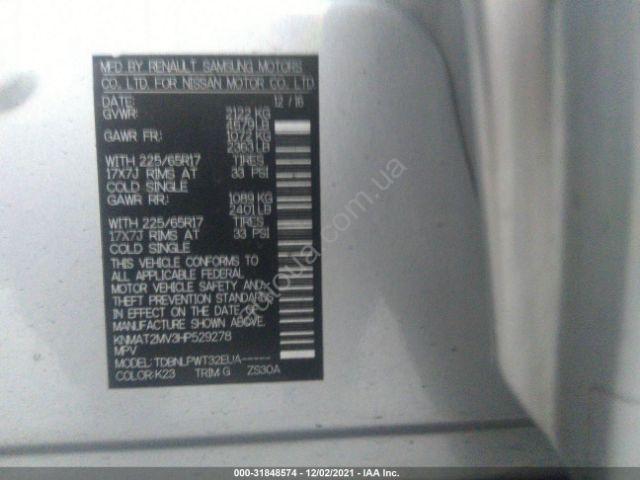 MFD BY RENAULT SAMSUNG MOTORS
CO., LTD. FOR NISSAN MOTOR CO., LTD.
DATE: 12/16
GVWR: 2122 KG
4679 LB
GAWR FR: 1072 KG
2363 LB
WITH 225/65R17 TIRES
17X7J RIMS AT 33 PSI
COLD SINGLE
GAWR RR: 1089 KG
2401 LB
WITH 225/65R17 TIRES
17X7J RIMS AT 33 PSI
COLD SINGLE
THIS VEHICLE CONFORMS TO
ALL APPLICABLE FEDERAL
MOTOR VEHICLE SAFETY AND
THEFT PREVENTION STANDARDS
IN EFFECT ON THE DATE OF
MANUFACTURE SHOWN ABOVE.
KNMAT2MV3HP529278
MPV
MODEL: TDBNLPWT32EUA-----
COLOR: K23 TRIM: G ZS30A
autoua.com.ua
000-31848574 • 12/02/2021 • IAA Inc.